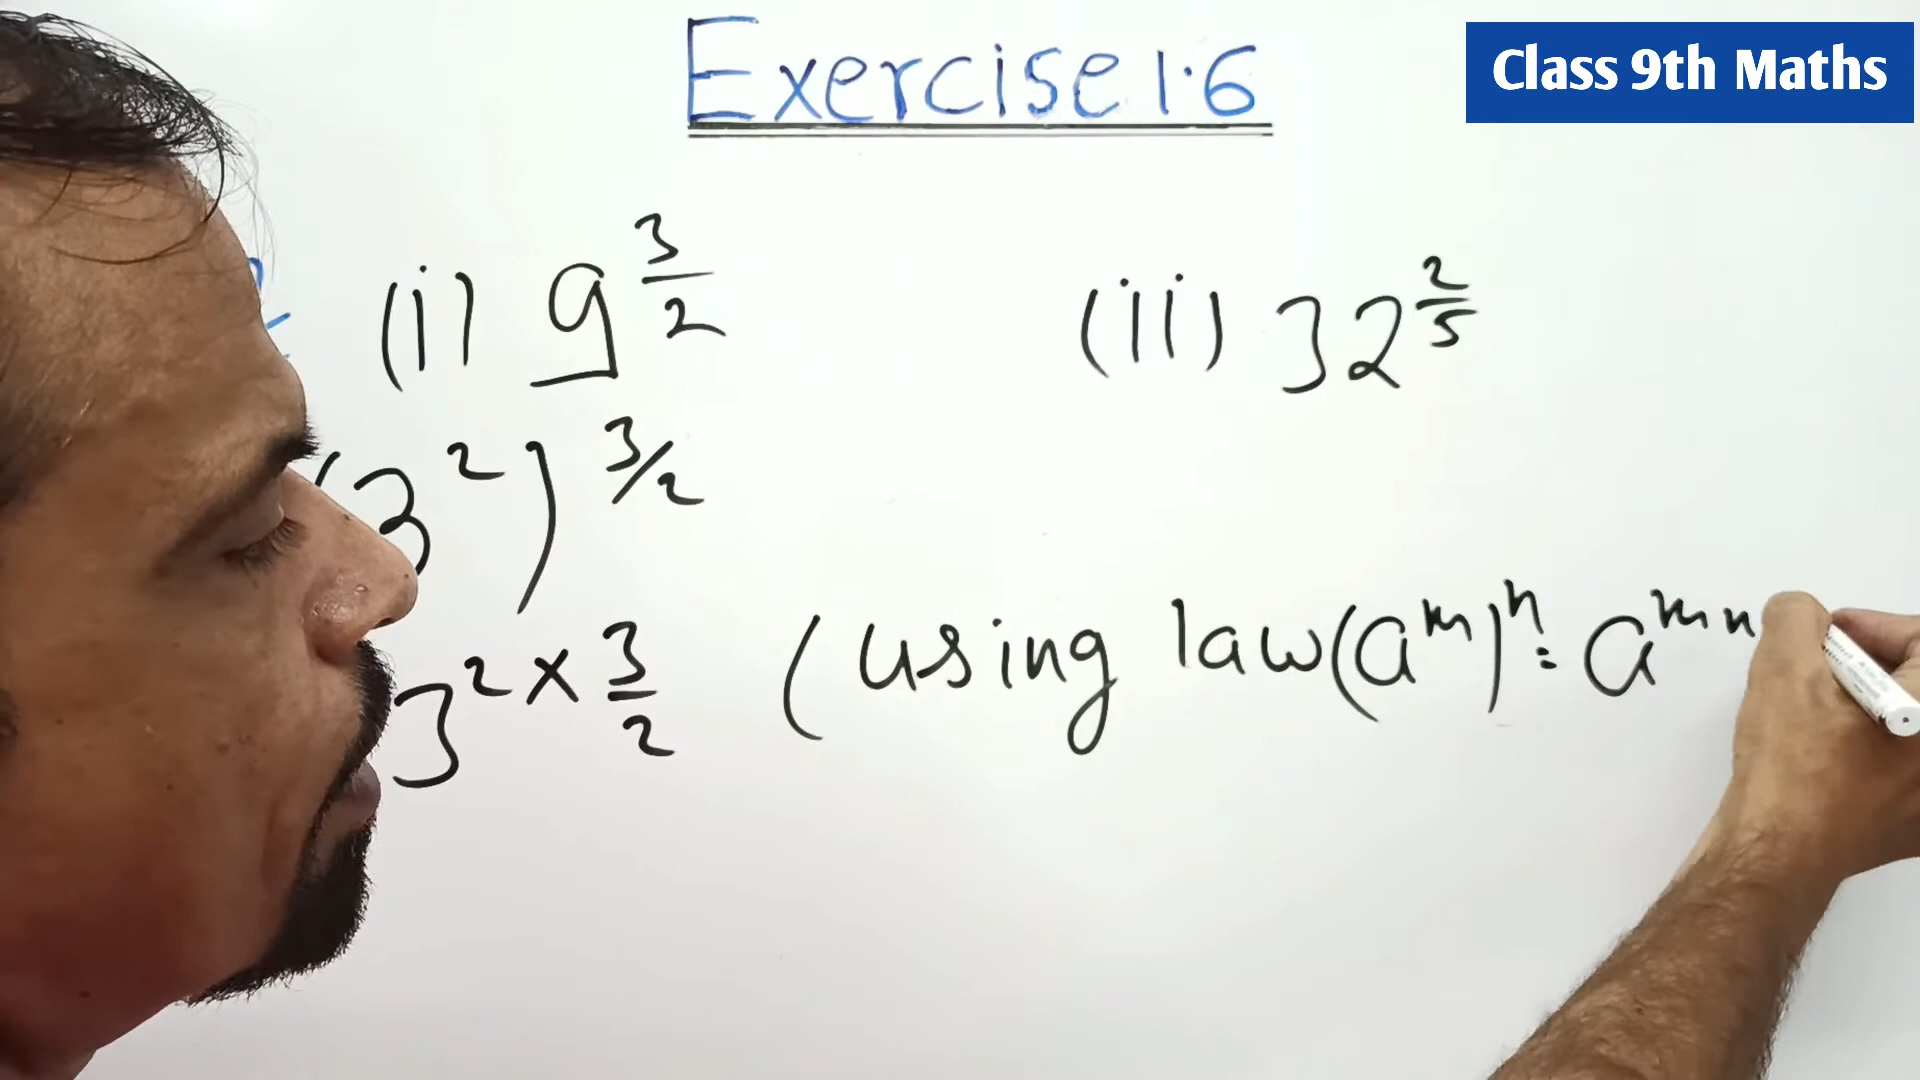 Exercise 1.6
Class 9th Maths
(i) 9^3/2
(ii) 32^2/5
(3^2)^3/2
3^2×3/2 (using law (a^m)^n = a^mn